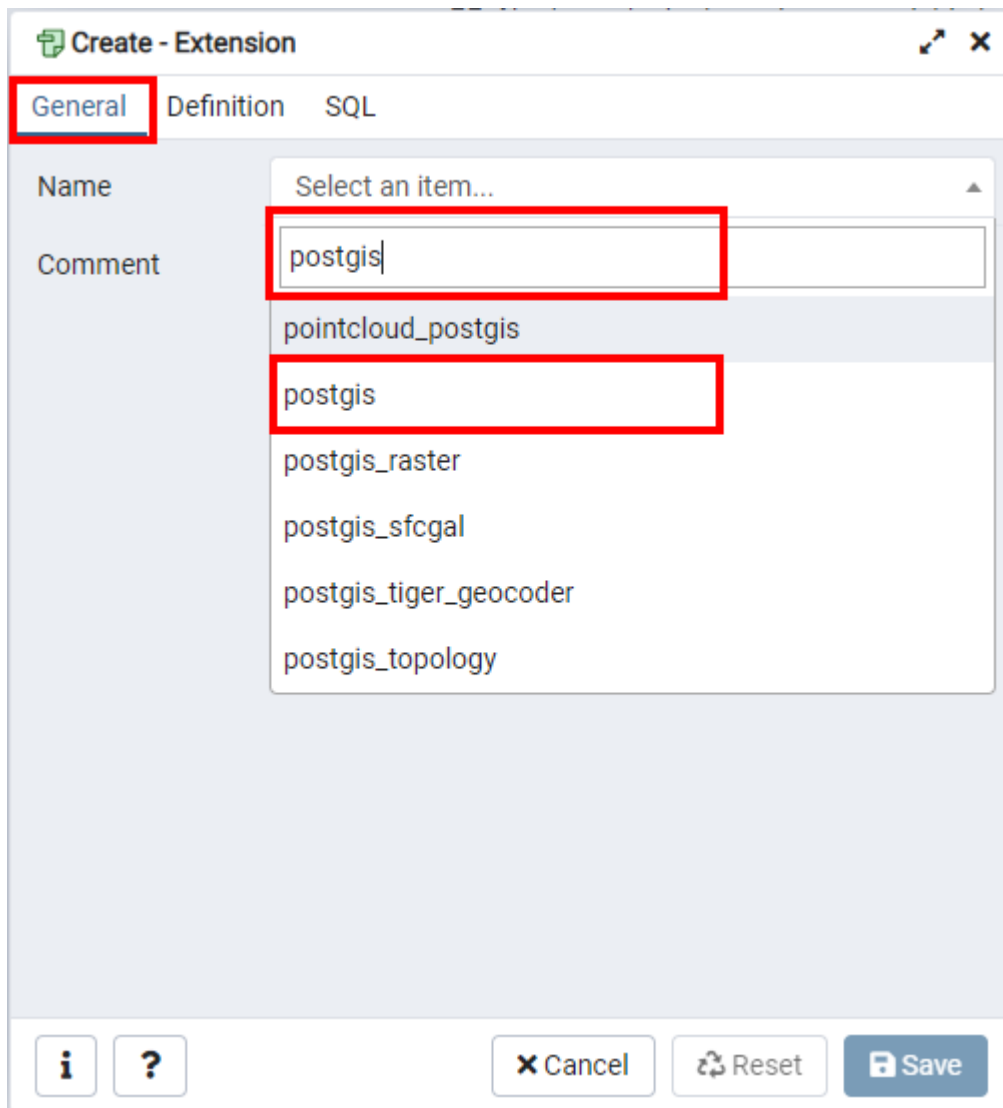 Create - Extension
General Definition SQL
Name Select an item...
Comment postgis
pointcloud_postgis
postgis
postgis_raster
postgis_sfcgal
postgis_tiger_geocoder
postgis_topology
i ? Cancel Reset Save